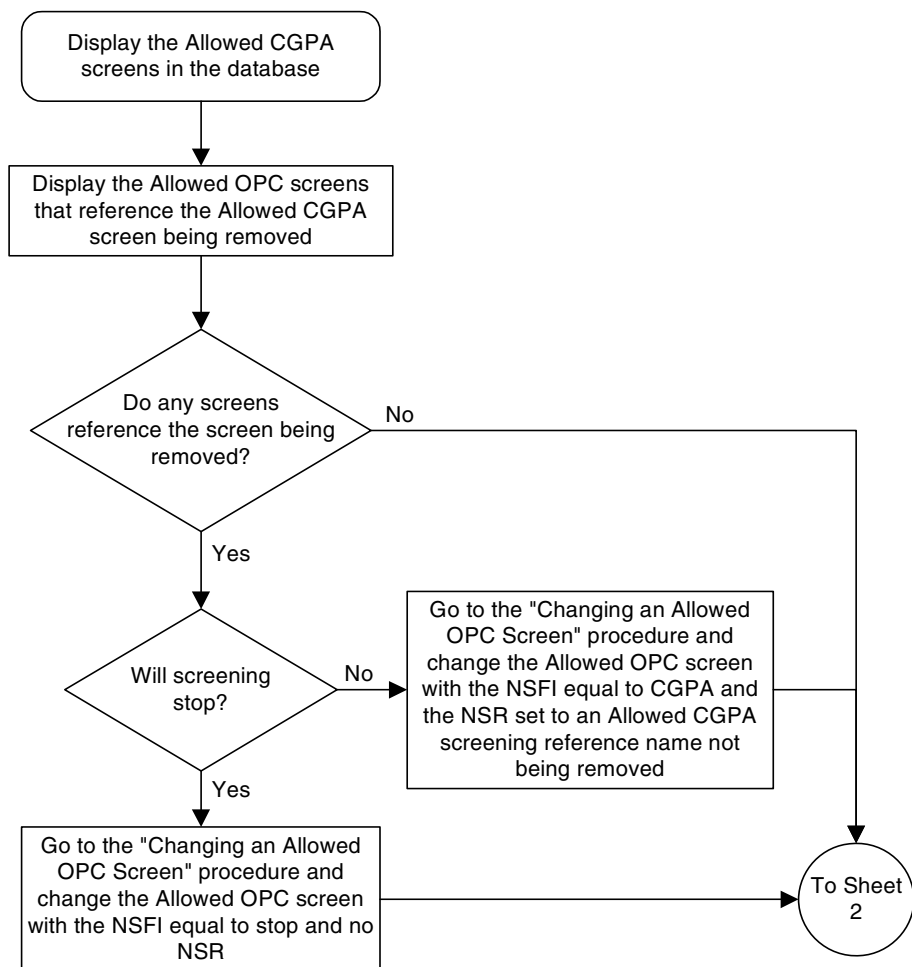 Display the Allowed CGPA
screens in the database
Display the Allowed OPC screens
that reference the Allowed CGPA
screen being removed
Do any screens
reference the screen being
removed?
No
Yes
Will screening
stop?
No
Go to the "Changing an Allowed
OPC Screen" procedure and
change the Allowed OPC screen
with the NSFI equal to CGPA and
the NSR set to an Allowed CGPA
screening reference name not
being removed
Yes
Go to the "Changing an Allowed
OPC Screen" procedure and
change the Allowed OPC screen
with the NSFI equal to stop and no
NSR
To Sheet
2